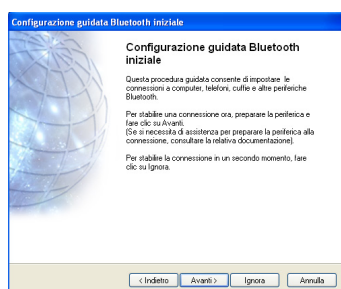 Configurazione guidata Bluetooth iniziale
Configurazione guidata Bluetooth
iniziale
Questa procedura guidata consente di impostare le
connessioni a computer, telefoni, cuffie e altre periferiche
Bluetooth.
Per stabilire una connessione ora, preparare la periferica e
fare clic su Avanti.
(Se si necessita di assistenza per preparare la periferica alla
connessione, consultare la relativa documentazione).
Per stabilire la connessione in un secondo momento, fare
clic su Ignora.
< Indietro Avanti > Ignora Annulla